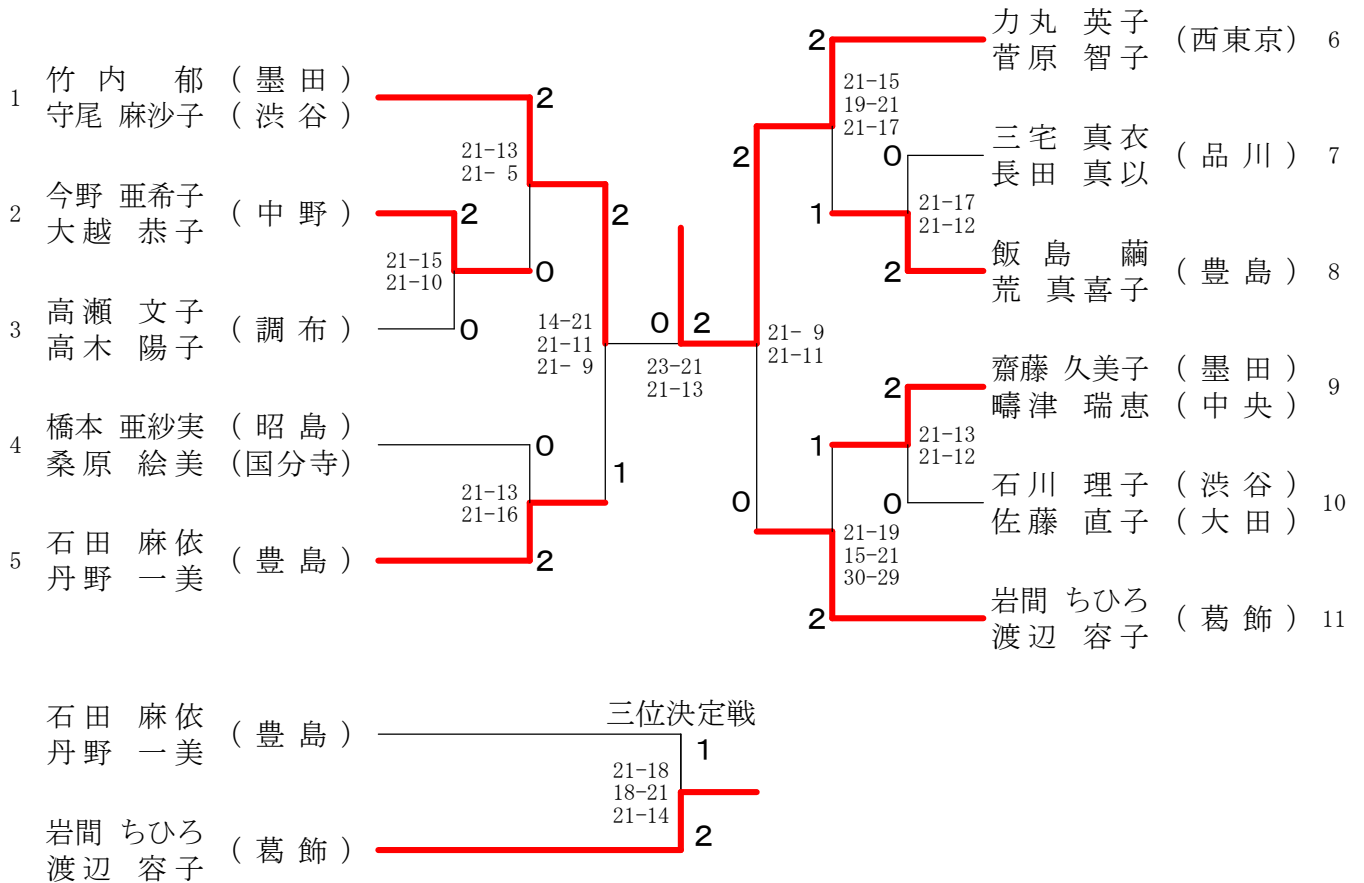 1 竹内 郁 (墨田)
守尾 麻沙子 (渋谷)
2
21-13
21- 5
2 今野 亜希子 (中野)
大越 恭子
2
21-15
21-10
0
3 高瀬 文子 (調布)
高木 陽子
0
2
14-21
21-11
21- 9
4 橋本 亜紗実 (昭島)
桑原 絵美 (国分寺)
0
21-13
21-16
1
5 石田 麻依 (豊島)
丹野 一美
2
0 2
23-21
21-13
2 力丸 英子 (西東京) 6
菅原 智子
21-15
19-21
21-17
2
0 三宅 真衣 (品川) 7
長田 真以
1
21-17
21-12
2 飯島 繭 (豊島) 8
荒 真喜子
21- 9
21-11
2 齋藤 久美子 (墨田) 9
疇津 瑞恵 (中央)
1
21-13
21-12
0 石川 理子 (渋谷) 10
佐藤 直子 (大田)
0
21-19
15-21
30-29
2 岩間 ちひろ (葛飾) 11
渡辺 容子
三位決定戦
石田 麻依 (豊島)
丹野 一美
1
21-18
18-21
21-14
岩間 ちひろ (葛飾)
渡辺 容子
2